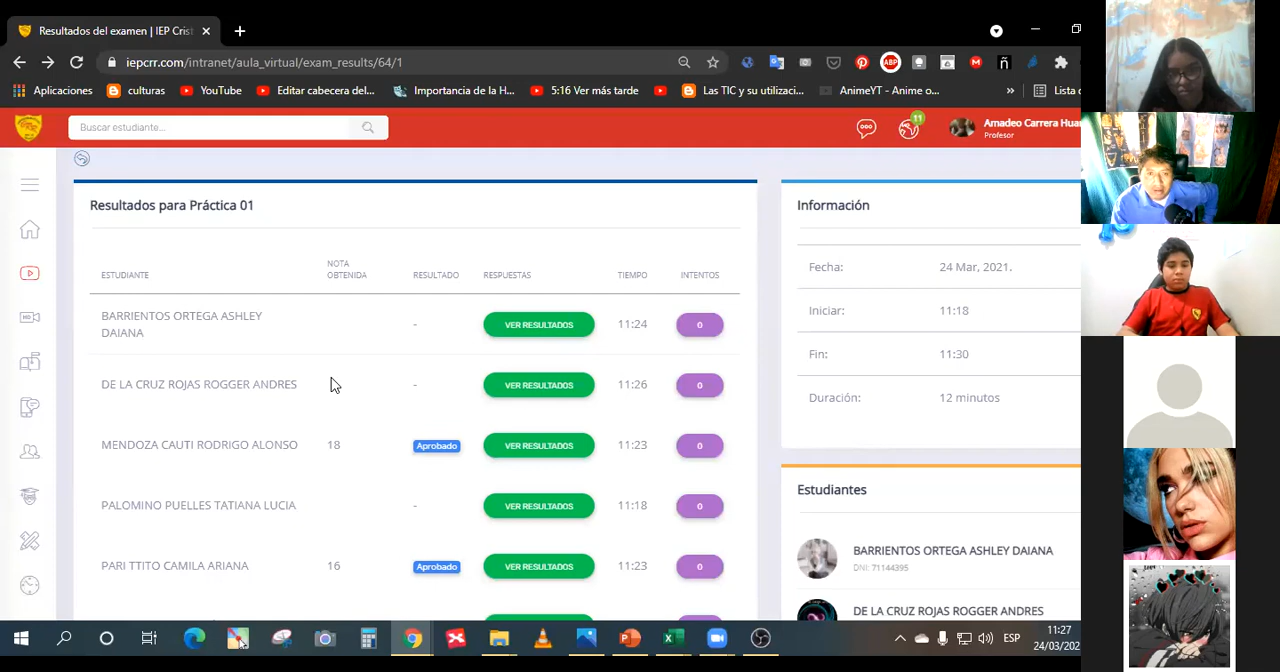 Resultados del examen | IEP Crist
iepcrr.com/intranet/aula_virtual/exam_results/64/1
ABP
M
ñ
Aplicaciones
culturas
YouTube
Editar cabecera del...
Importancia de la H...
5:16 Ver más tarde
Las TIC y su utilizaci...
AnimeYT - Anime o...
»
Lista d
Buscar estudiante...
11
Amadeo Carrera Huar
Profesor
Resultados para Práctica 01
ESTUDIANTE NOTA OBTENIDA RESULTADO RESPUESTAS TIEMPO INTENTOS
BARRIENTOS ORTEGA ASHLEY DAIANA - VER RESULTADOS 11:24 0
DE LA CRUZ ROJAS ROGGER ANDRES - VER RESULTADOS 11:26 0
MENDOZA CAUTI RODRIGO ALONSO 18 Aprobado VER RESULTADOS 11:23 0
PALOMINO PUELLES TATIANA LUCIA - VER RESULTADOS 11:18 0
PARI TTITO CAMILA ARIANA 16 Aprobado VER RESULTADOS 11:23 0
Información
Fecha: 24 Mar, 2021.
Iniciar: 11:18
Fin: 11:30
Duración: 12 minutos
Estudiantes
BARRIENTOS ORTEGA ASHLEY DAIANA
DNI: 71144395
DE LA CRUZ ROJAS ROGGER ANDRES
HD
ESP
11:27
24/03/202